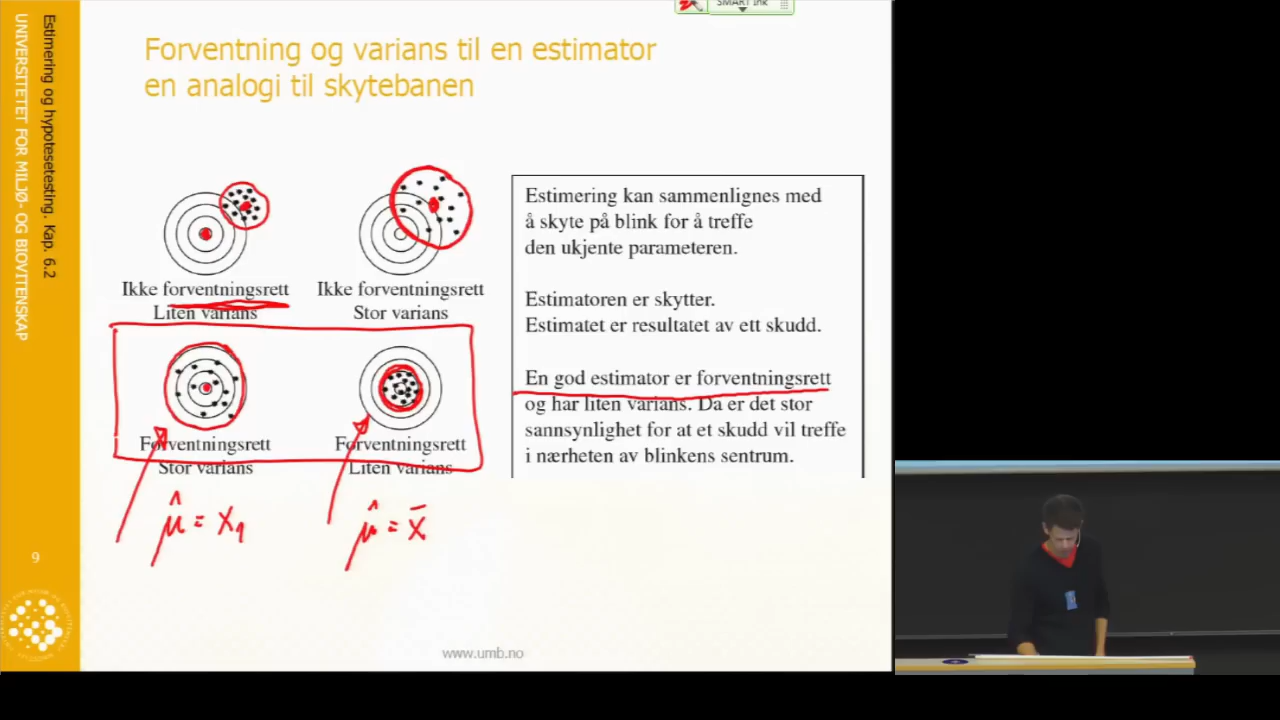 SMART Ink
Forventning og varians til en estimator
en analogi til skytebanen
Estimering og hypotesetesting. Kap. 6.2
UNIVERSITETET FOR MILJØ- OG BIOVITENSKAP
Ikke forventningsrett
Liten varians
Ikke forventningsrett
Stor varians
Forventningsrett
Stor varians
Forventningsrett
Liten varians
μ̂ = X₁
μ̂ = x̄
Estimering kan sammenlignes med
å skyte på blink for å treffe
den ukjente parameteren.
Estimatoren er skytter.
Estimatet er resultatet av ett skudd.
En god estimator er forventningsrett
og har liten varians. Da er det stor
sannsynlighet for at et skudd vil treffe
i nærheten av blinkens sentrum.
9
www.umb.no